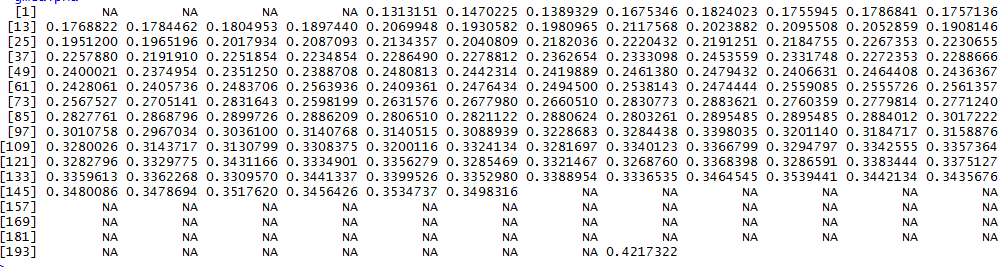 [1] NA NA NA NA 0.1313151 0.1470225 0.1389329 0.1675346 0.1824023 0.1755945 0.1786841 0.1757136
[13] 0.1768822 0.1784462 0.1804953 0.1897440 0.2069948 0.1930582 0.1980965 0.2117568 0.2023882 0.2095508 0.2052859 0.1908146
[25] 0.1951200 0.1965196 0.2017934 0.2087093 0.2134357 0.2040809 0.2182036 0.2220432 0.2191251 0.2184755 0.2267353 0.2230655
[37] 0.2257880 0.2191910 0.2251854 0.2234854 0.2286490 0.2278812 0.2362654 0.2333098 0.2453559 0.2331748 0.2272353 0.2288666
[49] 0.2400021 0.2374954 0.2351250 0.2388708 0.2480813 0.2442314 0.2419889 0.2461380 0.2479432 0.2406631 0.2464408 0.2436367
[61] 0.2428061 0.2405736 0.2483706 0.2563936 0.2409361 0.2476434 0.2494500 0.2538143 0.2474444 0.2559085 0.2555726 0.2561357
[73] 0.2567527 0.2705141 0.2831643 0.2598199 0.2631576 0.2677980 0.2660510 0.2830773 0.2883621 0.2760359 0.2779814 0.2771240
[85] 0.2827761 0.2868796 0.2899726 0.2886209 0.2806510 0.2821122 0.2880624 0.2803261 0.2895485 0.2895485 0.2884012 0.3017222
[97] 0.3010758 0.2967034 0.3036100 0.3140768 0.3140515 0.3088939 0.3228683 0.3284438 0.3398035 0.3201140 0.3184717 0.3158876
[109] 0.3280026 0.3143717 0.3130799 0.3308375 0.3200116 0.3324134 0.3281697 0.3340123 0.3366799 0.3294797 0.3342555 0.3357364
[121] 0.3282796 0.3329775 0.3431166 0.3334901 0.3356279 0.3285469 0.3321467 0.3268760 0.3368398 0.3286591 0.3383444 0.3375127
[133] 0.3359613 0.3362268 0.3309570 0.3441337 0.3399526 0.3352980 0.3388954 0.3336535 0.3464545 0.3539441 0.3442134 0.3435676
[145] 0.3480086 0.3478694 0.3517620 0.3456426 0.3534737 0.3498316 NA NA NA NA NA NA
[157] NA NA NA NA NA NA NA NA NA NA NA NA
[169] NA NA NA NA NA NA NA NA NA NA NA NA
[181] NA NA NA NA NA NA NA NA NA NA NA NA
[193] NA NA NA NA NA NA NA 0.4217322